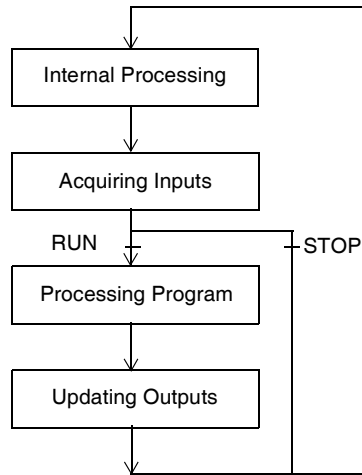 Internal Processing
Acquiring Inputs
RUN
STOP
Processing Program
Updating Outputs